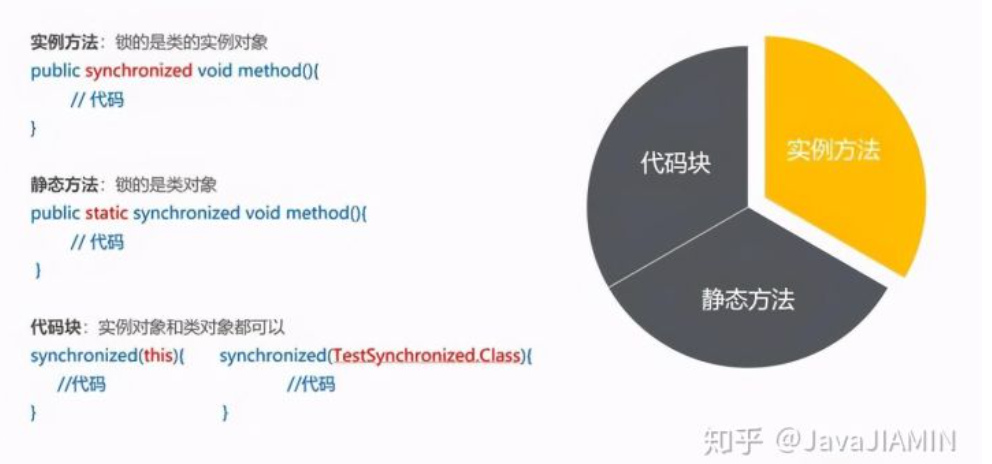 实例方法：锁的是类的实例对象
public synchronized void method(){
// 代码
}
静态方法：锁的是类对象
public static synchronized void method(){
// 代码
}
代码块：实例对象和类对象都可以
synchronized(this){ synchronized(TestSynchronized.Class){
//代码 //代码
} }
代码块
实例方法
静态方法
知乎 @JavaJIAMIN